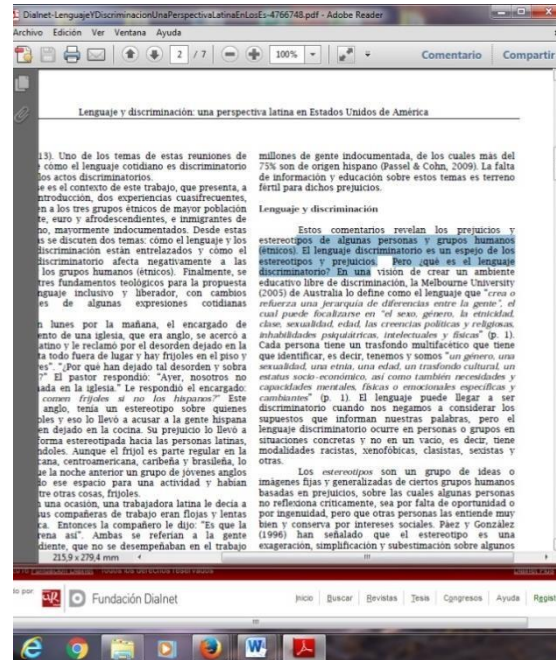 Dialnet-LenguajeYDiscriminacionUnaPerspectivaLatinaEnLosEs-4766748.pdf - Adobe Reader
Archivo Edición Ver Ventana Ayuda
2 / 7 100% Comentario Compartir
Lenguaje y discriminación: una perspectiva latina en Estados Unidos de América
13). Uno de los temas de estas reuniones de
cómo el lenguaje cotidiano es discriminatorio
los actos discriminatorios.
se es el contexto de este trabajo, que presenta, a
ntroducción, dos experiencias cuasifrecuentes,
en a los tres grupos étnicos de mayor población
te, euro y afrodescendientes, e inmigrantes de
no, mayormente indocumentados. Desde estas
as se discuten dos temas: cómo el lenguaje y los
discriminación están entrelazados y cómo el
discriminatorio afecta negativamente a las
los grupos humanos (étnicos). Finalmente, se
tres fundamentos teológicos para la propuesta
nguaje inclusivo y liberador, con cambios
es de algunas expresiones cotidianas
n lunes por la mañana, el encargado de
ento de una iglesia, que era anglo, se acercó a
atino y le reclamó por el desorden dejado en la
ta todo fuera de lugar y hay frijoles en el piso y
res". "¿Por qué han dejado tal desorden y sobra
?" El pastor respondió: "Ayer, nosotros no
nada en la iglesia." Le respondió el encargado:
comen frijoles si no los hispanos?" Este
anglo, tenía un estereotipo sobre quienes
oles y eso lo llevó a acusar a la gente hispana
en dejado en la cocina. Su prejuicio lo llevó a
forma estereotipada hacia las personas latinas,
ndoles. Aunque el frijol es parte regular en la
cana, centroamericana, caribeña y brasileña, lo
ue la noche anterior un grupo de jóvenes anglos
do ese espacio para una actividad y habían
tre otras cosas, frijoles.
n una ocasión, una trabajadora latina le decía a
sus compañeras de trabajo eran flojas y lentas
ca. Entonces la compañero le dijo: "Es que la
rena así". Ambas se referían a la gente
diente, que no se desempeñaban en el trabajo
millones de gente indocumentada, de los cuales más del
75% son de origen hispano (Passel & Cohn, 2009). La falta
de información y educación sobre estos temas es terreno
fértil para dichos prejuicios.
Lenguaje y discriminación
Estos comentarios revelan los prejuicios y
estereotipos de algunas personas y grupos humanos
(étnicos). El lenguaje discriminatorio es un espejo de los
estereotipos y prejuicios. Pero ¿qué es el lenguaje
discriminatorio? En una visión de crear un ambiente
educativo libre de discriminación, la Melbourne University
(2005) de Australia lo define como el lenguaje que "crea o
refuerza una jerarquía de diferencias entre la gente", el
cual puede focalizarse en "el sexo, género, la etnicidad,
clase, sexualidad, edad, las creencias políticas y religiosas,
inhabilidades psiquiátricas, intelectuales y físicas" (p. 1).
Cada persona tiene un trasfondo multifacético que tiene
que identificar, es decir, tenemos y somos "un género, una
sexualidad, una etnia, una edad, un trasfondo cultural, un
estatus socio-económico, así como también necesidades y
capacidades mentales, físicas o emocionales específicas y
cambiantes" (p. 1). El lenguaje puede llegar a ser
discriminatorio cuando nos negamos a considerar los
supuestos que informan nuestras palabras, pero el
lenguaje discriminatorio ocurre en personas o grupos en
situaciones concretas y no en un vacío, es decir, tiene
modalidades racistas, xenofóbicas, clasistas, sexistas y
otras.
Los estereotipos son un grupo de ideas o
imágenes fijas y generalizadas de ciertos grupos humanos
basadas en prejuicios, sobre las cuales algunas personas
no reflexiona críticamente, sea por falta de oportunidad o
por ingenuidad, pero que otras personas las entiende muy
bien y conserva por intereses sociales. Páez y González
(1996) han señalado que el estereotipo es una
exageración, simplificación y subestimación sobre algunos
215,9 x 279,4 mm
Fundación Dialnet
Inicio Buscar Revistas Tesis Congresos Ayuda Regist